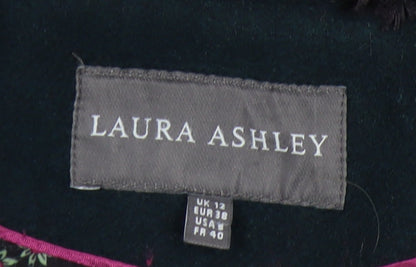 LAURA ASHLEY
UK 12
EUR 38
USA 8
FR 40